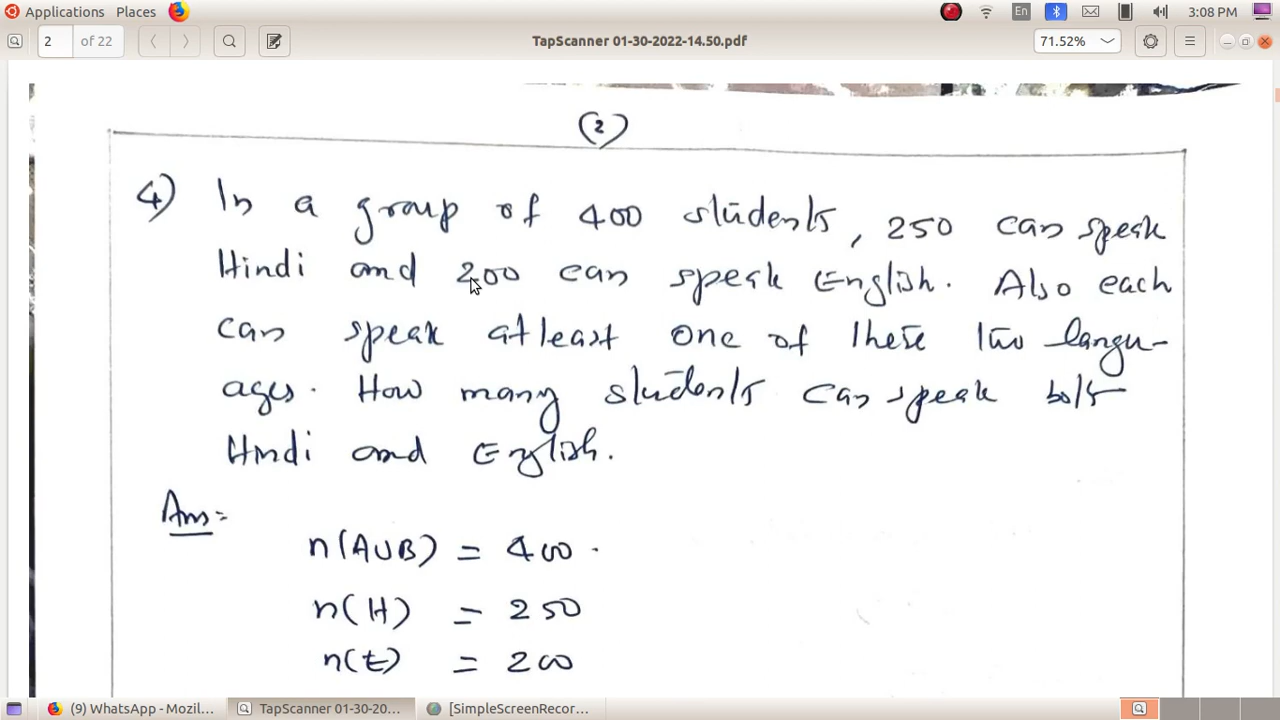 Applications Places En 3:08 PM
2 of 22 TapScanner 01-30-2022-14.50.pdf 71.52%
2
4) In a group of 400 students, 250 can speak
Hindi and 200 can speak English. Also each
can speak atleast one of these two langu-
ages. How many students can speak both
Hindi and English.
Ans:
n(AUB) = 400.
n(H) = 250
n(E) = 200
(9) WhatsApp - Mozil... TapScanner 01-30-20... [SimpleScreenRecor...